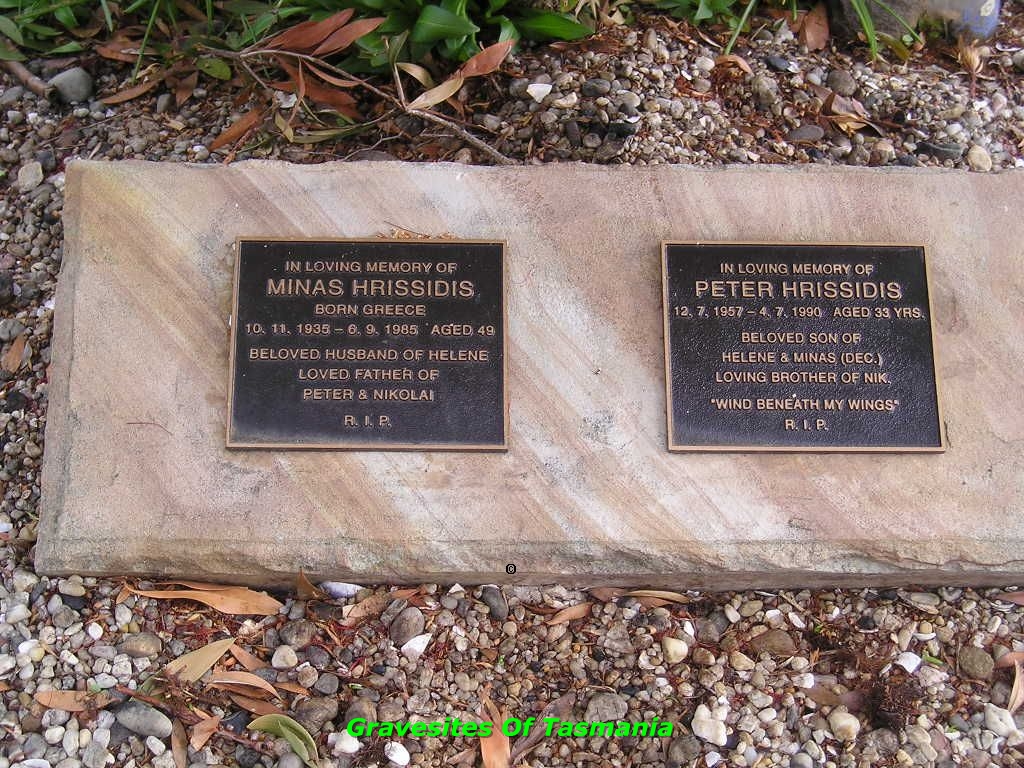 IN LOVING MEMORY OF
MINAS HRISSIDIS
BORN GREECE
10. 11. 1935 – 6. 9. 1985 AGED 49
BELOVED HUSBAND OF HELENE
LOVED FATHER OF
PETER & NIKOLAI
R. I. P.
IN LOVING MEMORY OF
PETER HRISSIDIS
12. 7. 1957 – 4. 7. 1990 AGED 33 YRS.
BELOVED SON OF
HELENE & MINAS (DEC.)
LOVING BROTHER OF NIK.
"WIND BENEATH MY WINGS"
R. I. P.
®
Gravesites Of Tasmania